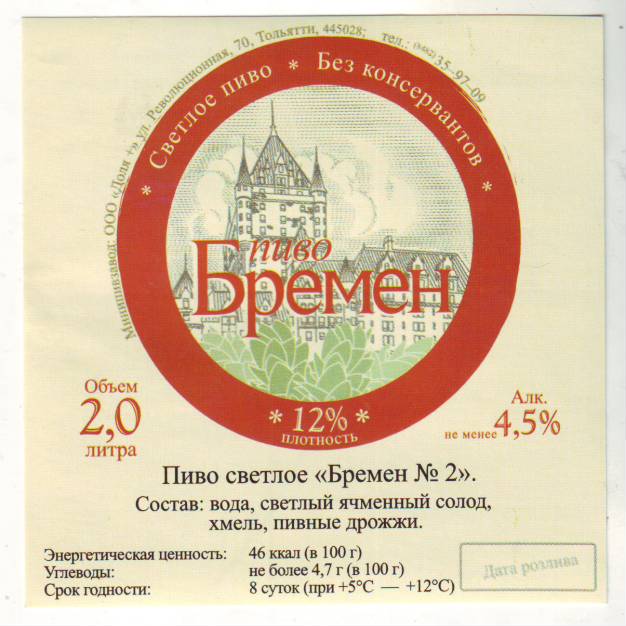 Минипивзавод: ООО «Доля +» ул. Революционная, 70, Тольятти, 445028; тел.: (8482) 35-97-09
* Светлое пиво * Без консервантов *
пиво
Бремен
* 12% *
плотность
Объем
2,0
литра
Алк.
не менее 4,5%
Пиво светлое «Бремен № 2».
Состав: вода, светлый ячменный солод,
хмель, пивные дрожжи.
Энергетическая ценность: 46 ккал (в 100 г)
Углеводы: не более 4,7 г (в 100 г)
Срок годности: 8 суток (при +5°С — +12°С)
Дата розлива